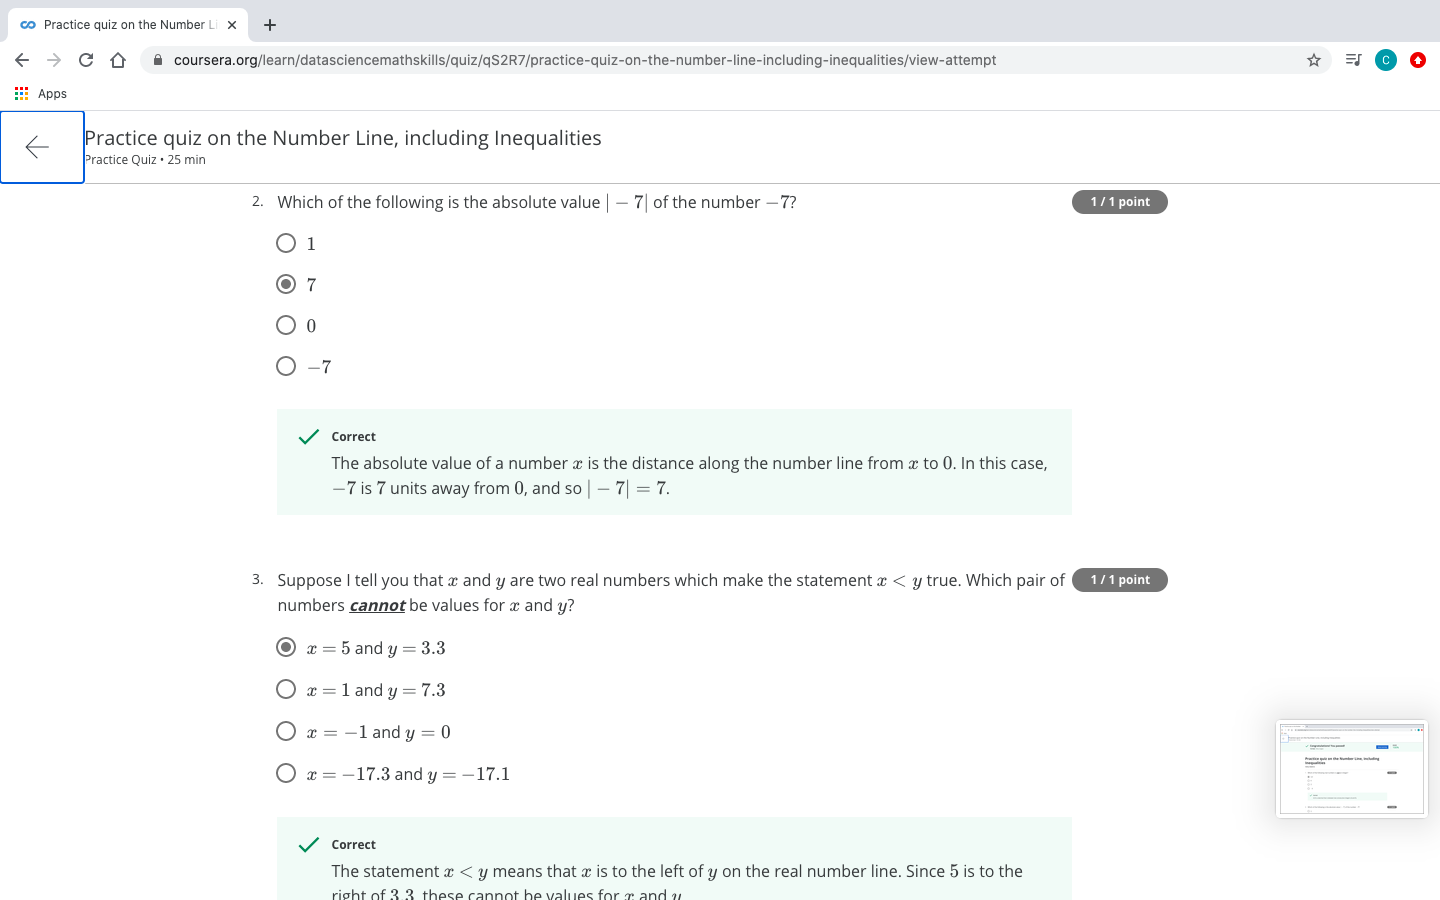 Practice quiz on the Number Li
coursera.org/learn/datasciencemathskills/quiz/qS2R7/practice-quiz-on-the-number-line-including-inequalities/view-attempt
C
Apps
Practice quiz on the Number Line, including Inequalities
Practice Quiz • 25 min
2. Which of the following is the absolute value | − 7| of the number −7?
1 / 1 point
1
7
0
−7
Correct
The absolute value of a number x is the distance along the number line from x to 0. In this case,
−7 is 7 units away from 0, and so | − 7| = 7.
3. Suppose I tell you that x and y are two real numbers which make the statement x < y true. Which pair of
1 / 1 point
numbers cannot be values for x and y?
x = 5 and y = 3.3
x = 1 and y = 7.3
x = −1 and y = 0
x = −17.3 and y = −17.1
Correct
The statement x < y means that x is to the left of y on the real number line. Since 5 is to the
right of 3.3, these cannot be values for x and y.